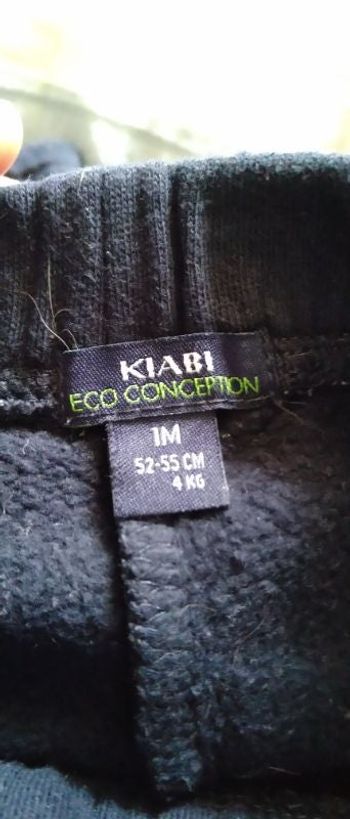 KIABI
ECO CONCEPTION
1M
52-55 CM
4 KG